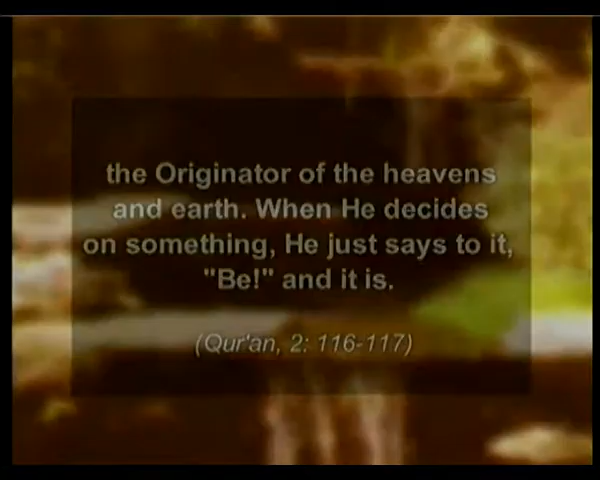 the Originator of the heavens
and earth. When He decides
on something, He just says to it,
"Be!" and it is.
(Qur'an, 2: 116-117)